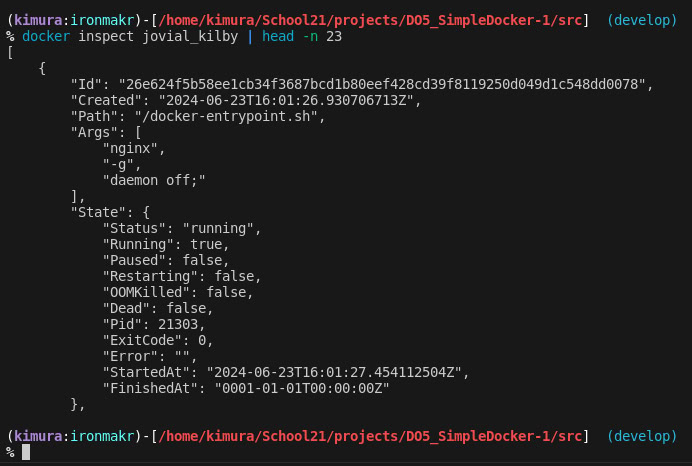 (kimura:ironmakr)-[/home/kimura/School21/projects/DO5_SimpleDocker-1/src] (develop)
% docker inspect jovial_kilby | head -n 23
[
    {
        "Id": "26e624f5b58ee1cb34f3687bcd1b80eef428cd39f8119250d049d1c548dd0078",
        "Created": "2024-06-23T16:01:26.930706713Z",
        "Path": "/docker-entrypoint.sh",
        "Args": [
            "nginx",
            "-g",
            "daemon off;"
        ],
        "State": {
            "Status": "running",
            "Running": true,
            "Paused": false,
            "Restarting": false,
            "OOMKilled": false,
            "Dead": false,
            "Pid": 21303,
            "ExitCode": 0,
            "Error": "",
            "StartedAt": "2024-06-23T16:01:27.454112504Z",
            "FinishedAt": "0001-01-01T00:00:00Z"
        },
(kimura:ironmakr)-[/home/kimura/School21/projects/DO5_SimpleDocker-1/src] (develop)
%